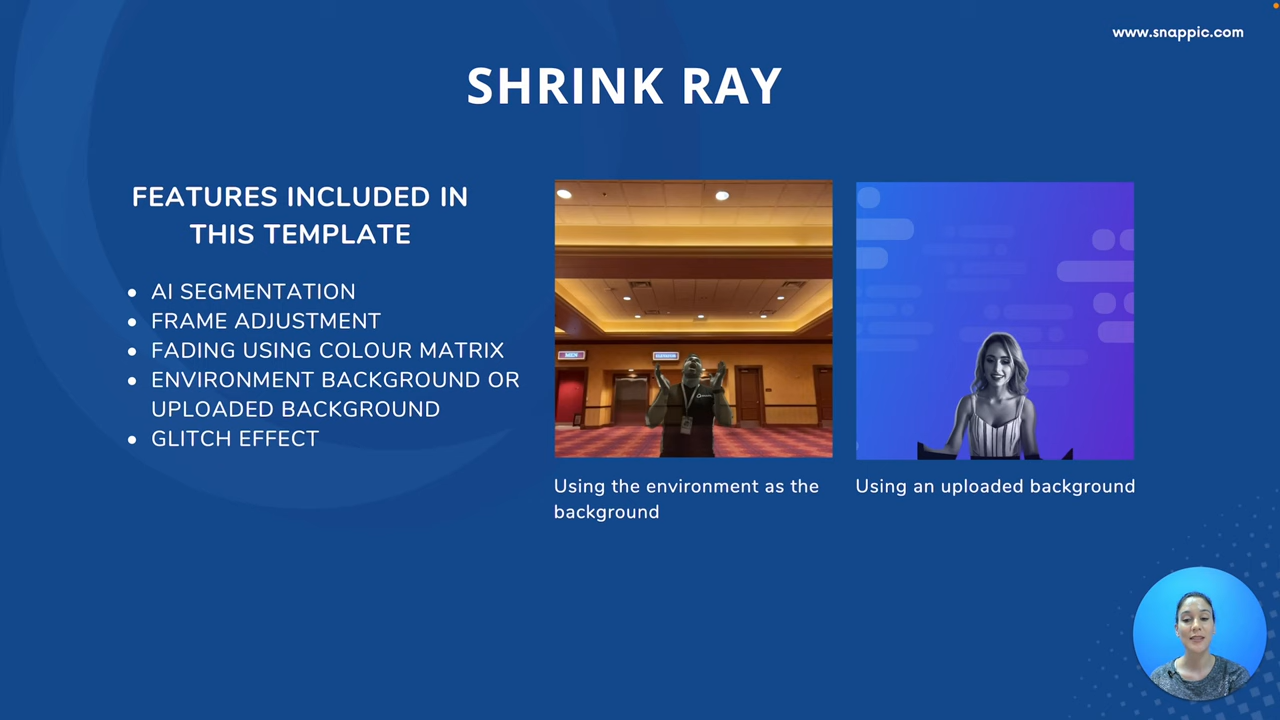 www.snappic.com
SHRINK RAY
FEATURES INCLUDED IN
THIS TEMPLATE
AI SEGMENTATION
FRAME ADJUSTMENT
FADING USING COLOUR MATRIX
ENVIRONMENT BACKGROUND OR
UPLOADED BACKGROUND
GLITCH EFFECT
MEN
Using the environment as the
background
Using an uploaded background